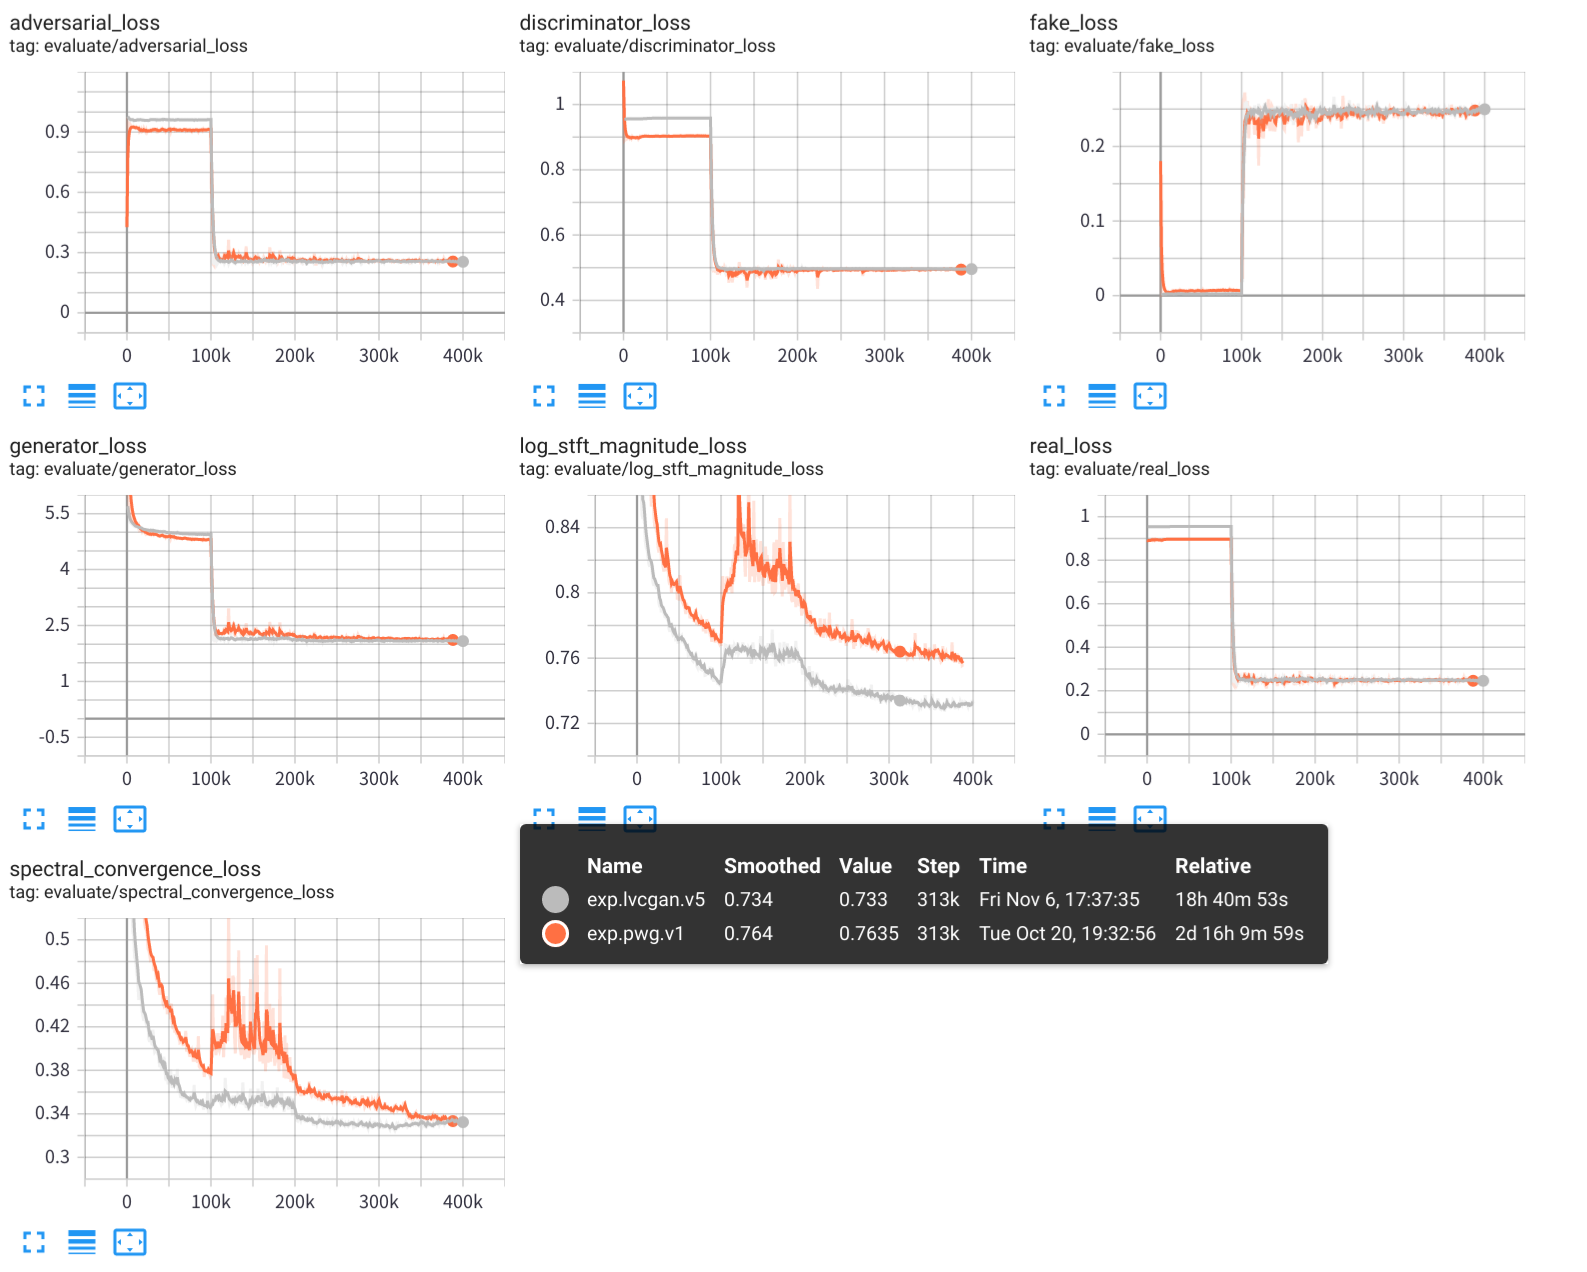 adversarial_loss
tag: evaluate/adversarial_loss
0.9
0.6
0.3
0
0 100k 200k 300k 400k
discriminator_loss
tag: evaluate/discriminator_loss
1
0.8
0.6
0.4
0 100k 200k 300k 400k
fake_loss
tag: evaluate/fake_loss
0.2
0.1
0
0 100k 200k 300k 400k
generator_loss
tag: evaluate/generator_loss
5.5
4
2.5
1
-0.5
0 100k 200k 300k 400k
log_stft_magnitude_loss
tag: evaluate/log_stft_magnitude_loss
0.84
0.8
0.76
0.72
0 100k 200k 300k 400k
real_loss
tag: evaluate/real_loss
1
0.8
0.6
0.4
0.2
0
0 100k 200k 300k 400k
Name Smoothed Value Step Time Relative
exp.lvcgan.v5 0.734 0.733 313k Fri Nov 6, 17:37:35 18h 40m 53s
exp.pwg.v1 0.764 0.7635 313k Tue Oct 20, 19:32:56 2d 16h 9m 59s
spectral_convergence_loss
tag: evaluate/spectral_convergence_loss
0.5
0.46
0.42
0.38
0.34
0.3
0 100k 200k 300k 400k